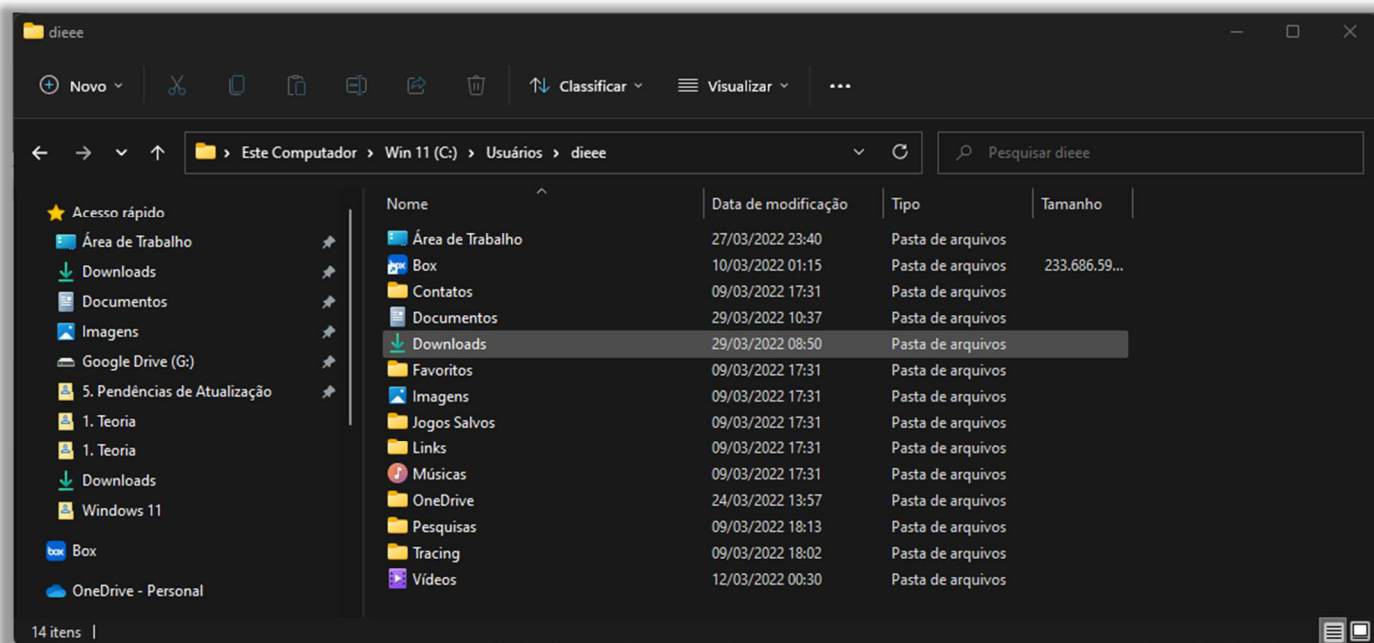 dieee
Novo
Classificar
Visualizar
Este Computador > Win 11 (C:) > Usuários > dieee
Pesquisar dieee
Acesso rápido
Área de Trabalho
Downloads
Documentos
Imagens
Google Drive (G:)
5. Pendências de Atualização
1. Teoria
1. Teoria
Downloads
Windows 11
box Box
OneDrive - Personal
Nome Data de modificação Tipo Tamanho
Área de Trabalho 27/03/2022 23:40 Pasta de arquivos
box Box 10/03/2022 01:15 Pasta de arquivos 233.686.59...
Contatos 09/03/2022 17:31 Pasta de arquivos
Documentos 29/03/2022 10:37 Pasta de arquivos
Downloads 29/03/2022 08:50 Pasta de arquivos
Favoritos 09/03/2022 17:31 Pasta de arquivos
Imagens 09/03/2022 17:31 Pasta de arquivos
Jogos Salvos 09/03/2022 17:31 Pasta de arquivos
Links 09/03/2022 17:31 Pasta de arquivos
Músicas 09/03/2022 17:31 Pasta de arquivos
OneDrive 24/03/2022 13:57 Pasta de arquivos
Pesquisas 09/03/2022 18:13 Pasta de arquivos
Tracing 09/03/2022 18:02 Pasta de arquivos
Vídeos 12/03/2022 00:30 Pasta de arquivos
14 itens